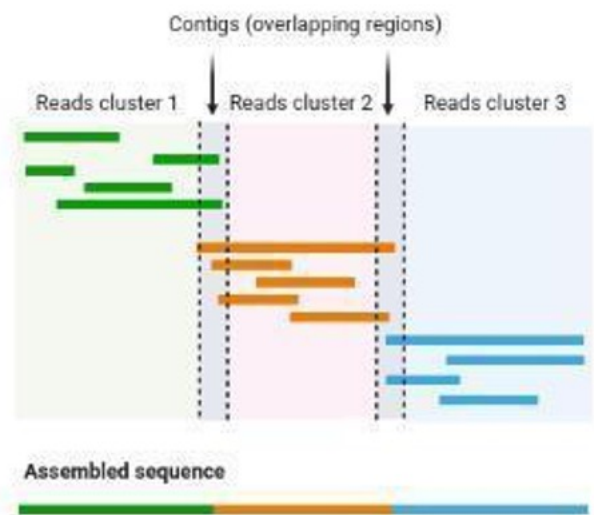 Contigs (overlapping regions)
Reads cluster 1
Reads cluster 2
Reads cluster 3
Assembled sequence